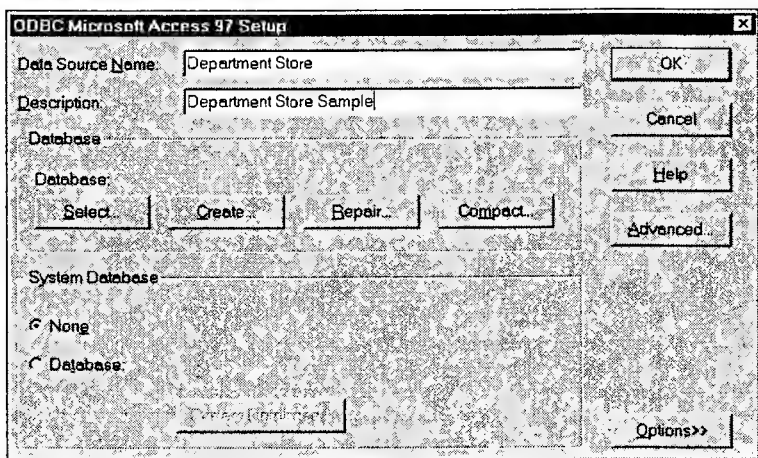 ODBC Microsoft Access 97 Setup
Data Source Name: Department Store
Description: Department Store Sample
OK
Cancel
Help
Advanced...
Database
Database:
Select... Create... Repair... Compact...
System Database
None
Database:
Options>>